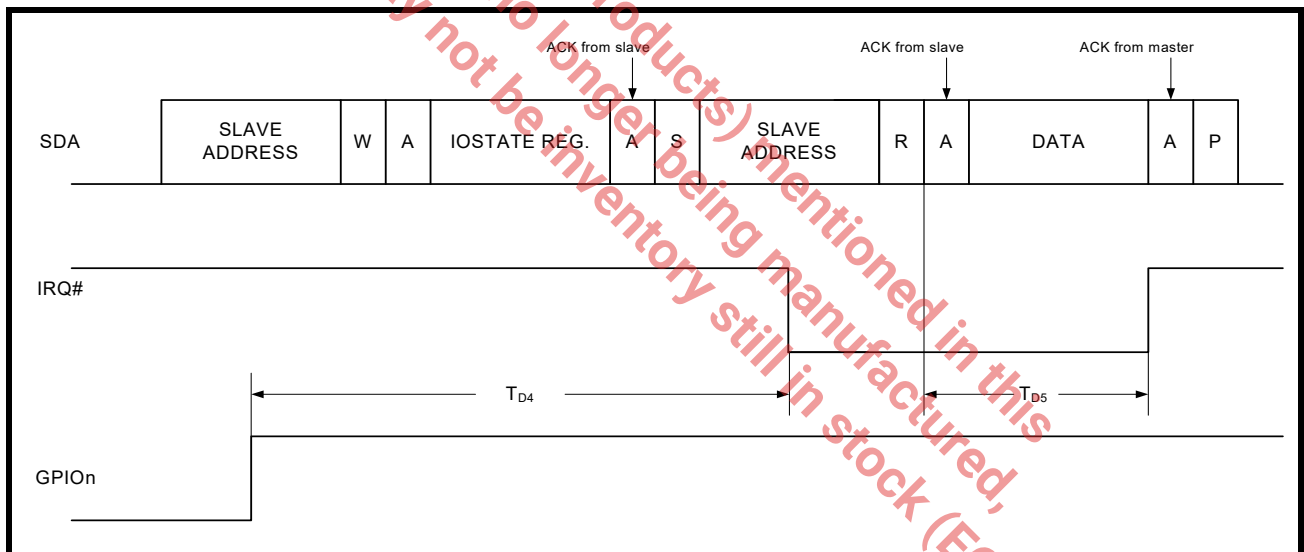 ACK from slave
ACK from slave
ACK from master
SDA
SLAVE
ADDRESS
W
A
IOSTATE REG.
A
S
SLAVE
ADDRESS
R
A
DATA
A
P
IRQ#
TD4
TD5
GPIOn
products) mentioned in this
no longer being manufactured,
not be inventory still in stock